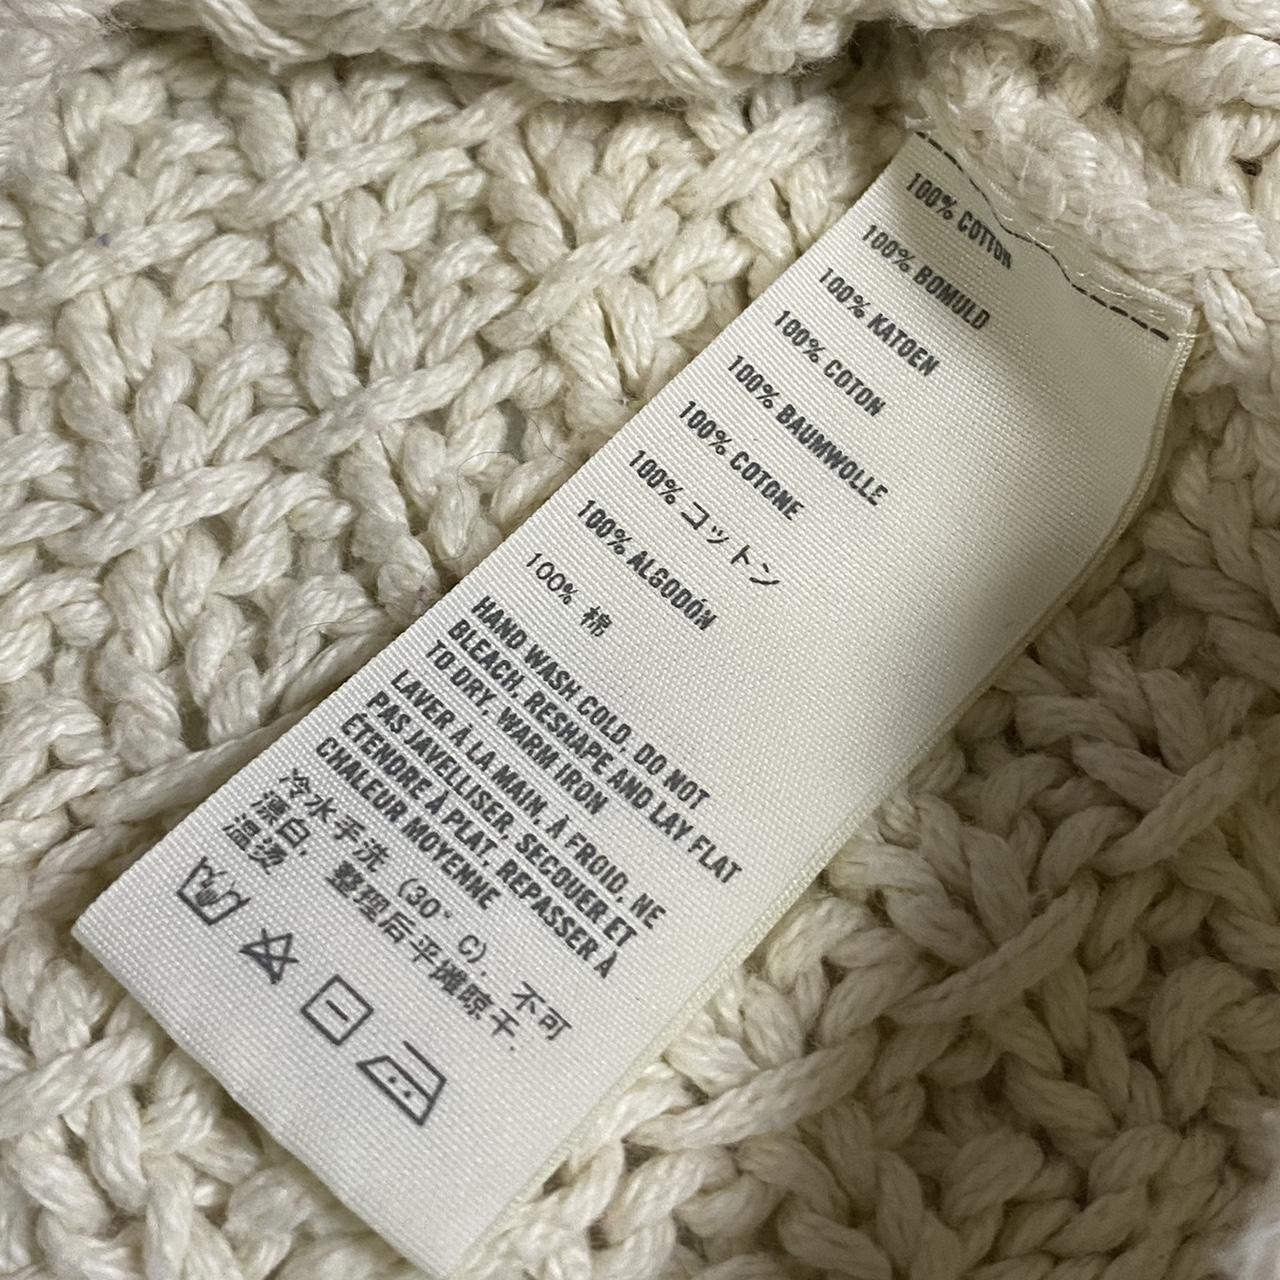 100% COTTON
100% BOMULD
100% KATOEN
100% COTON
100% BAUMWOLLE
100% COTONE
100% コットン
100% ALGODÓN
100% 棉
HAND WASH COLD, DO NOT
BLEACH, RESHAPE AND LAY FLAT
TO DRY, WARM IRON
LAVER À LA MAIN, À FROID, NE
PAS JAVELLISER, SECOUER ET
ÉTENDRE À PLAT, REPASSER À
CHALEUR MOYENNE
冷水手洗 (30° C), 不可
漂白, 整理后平摊晾干,
温烫